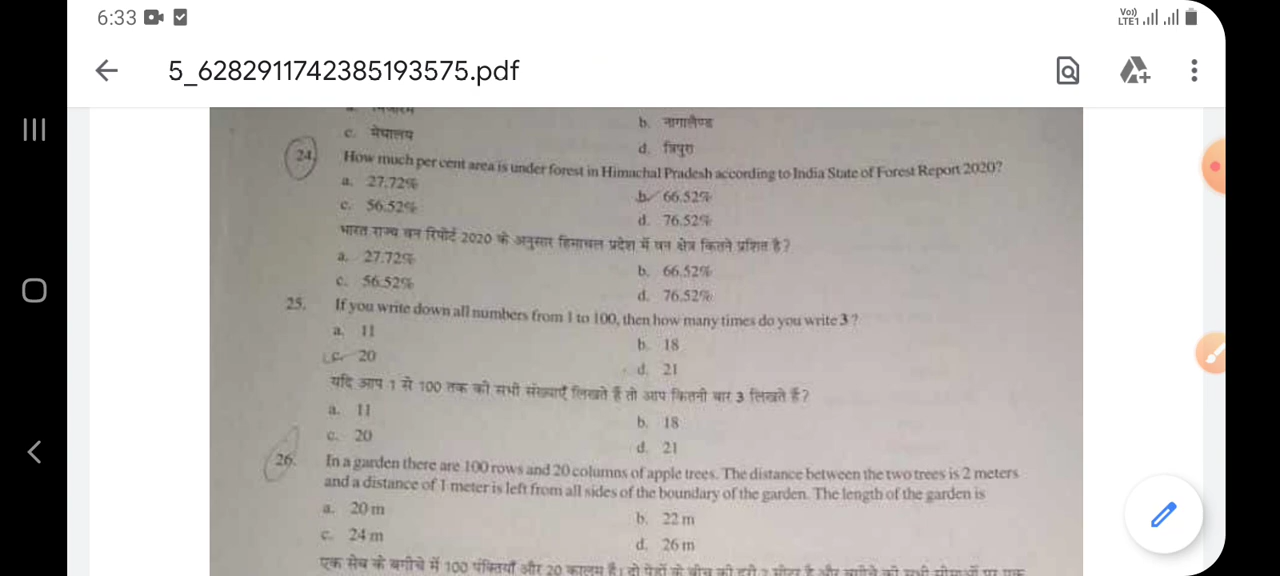 6:33
Vo)) LTE1
5_6282911742385193575.pdf
b. नागालैण्ड
c. मेघालय
d. त्रिपुरा
24. How much per cent area is under forest in Himachal Pradesh according to India State of Forest Report 2020?
a. 27.72%
b. 66.52%
c. 56.52%
d. 76.52%
भारत राज्य वन रिपोर्ट 2020 के अनुसार हिमाचल प्रदेश में वन क्षेत्र कितने प्रशित है?
a. 27.72%
b. 66.52%
c. 56.52%
d. 76.52%
25. If you write down all numbers from 1 to 100, then how many times do you write 3?
a. 11
b. 18
c. 20
d. 21
यदि आप 1 से 100 तक की सभी संख्याएँ लिखते हैं तो आप कितनी बार 3 लिखते हैं?
a. 11
b. 18
c. 20
d. 21
26. In a garden there are 100 rows and 20 columns of apple trees. The distance between the two trees is 2 meters
and a distance of 1 meter is left from all sides of the boundary of the garden. The length of the garden is
a. 20 m
b. 22 m
c. 24 m
d. 26 m
एक सेब के बगीचे में 100 पंक्तियाँ और 20 कालम है। दो पेड़ों के बीच की दूरी 2 मीटर है और बगीचे की सभी सीमाओं पर एक